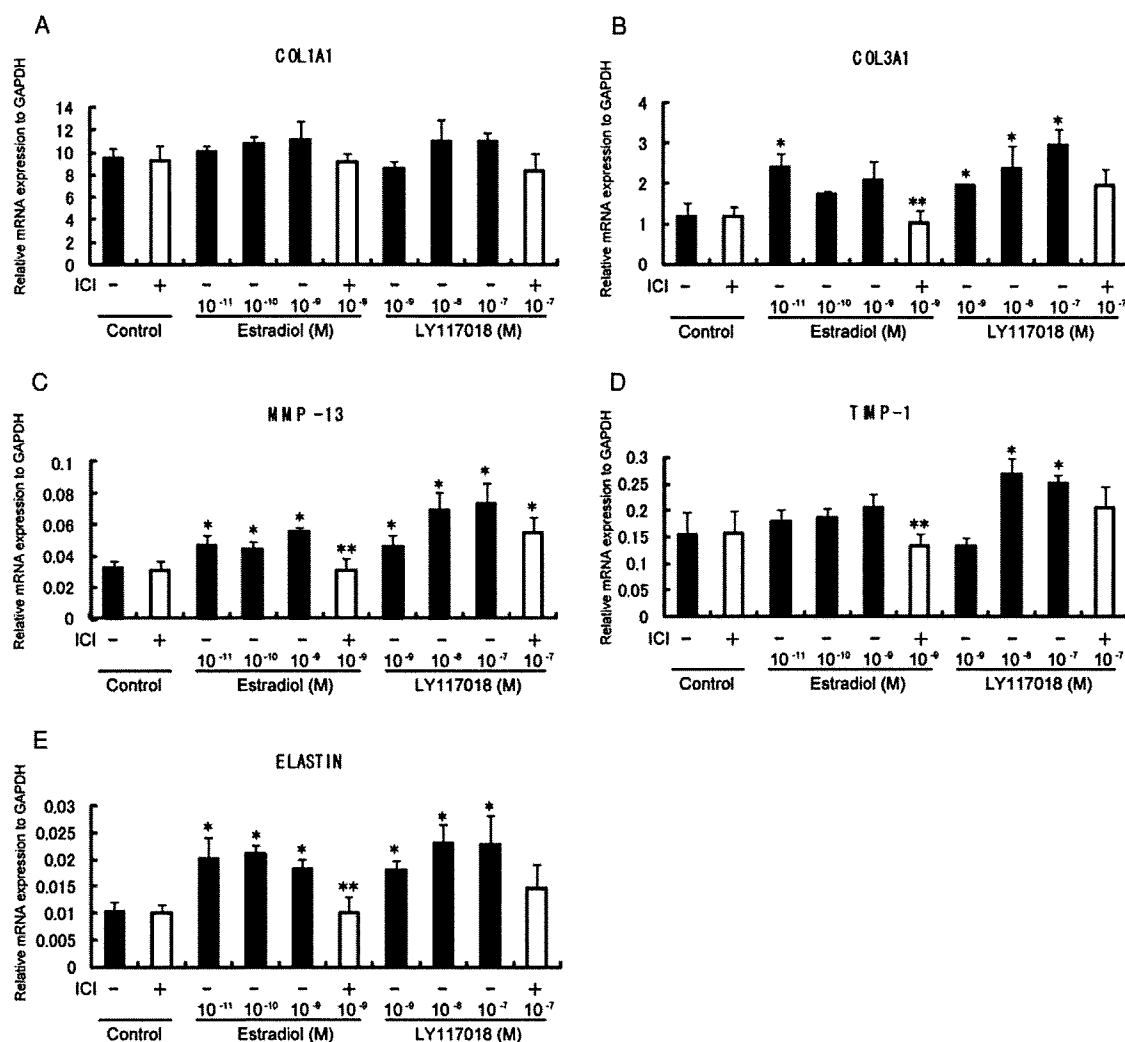 A
COL1A1
Relative mRNA expression to GAPDH
14
12
10
8
6
4
2
0
ICI − + − − − + − − − +
10⁻¹¹ 10⁻¹⁰ 10⁻⁹ 10⁻⁹ 10⁻⁹ 10⁻⁸ 10⁻⁷ 10⁻⁷
Control Estradiol (M) LY117018 (M)
B
COL3A1
Relative mRNA expression to GAPDH
4
3
2
1
0
* ** * * *
ICI − + − − − + − − − +
10⁻¹¹ 10⁻¹⁰ 10⁻⁹ 10⁻⁹ 10⁻⁹ 10⁻⁸ 10⁻⁷ 10⁻⁷
Control Estradiol (M) LY117018 (M)
C
MMP -13
Relative mRNA expression to GAPDH
0.1
0.08
0.06
0.04
0.02
0
* * * ** * * * *
ICI − + − − − + − − − +
10⁻¹¹ 10⁻¹⁰ 10⁻⁹ 10⁻⁹ 10⁻⁹ 10⁻⁸ 10⁻⁷ 10⁻⁷
Control Estradiol (M) LY117018 (M)
D
TIMP-1
Relative mRNA expression to GAPDH
0.3
0.25
0.2
0.15
0.1
0.05
0
** * *
ICI − + − − − + − − − +
10⁻¹¹ 10⁻¹⁰ 10⁻⁹ 10⁻⁹ 10⁻⁹ 10⁻⁸ 10⁻⁷ 10⁻⁷
Control Estradiol (M) LY117018 (M)
E
ELASTIN
Relative mRNA expression to GAPDH
0.03
0.025
0.02
0.015
0.01
0.005
0
* * * ** * * *
ICI − + − − − + − − − +
10⁻¹¹ 10⁻¹⁰ 10⁻⁹ 10⁻⁹ 10⁻⁹ 10⁻⁸ 10⁻⁷ 10⁻⁷
Control Estradiol (M) LY117018 (M)